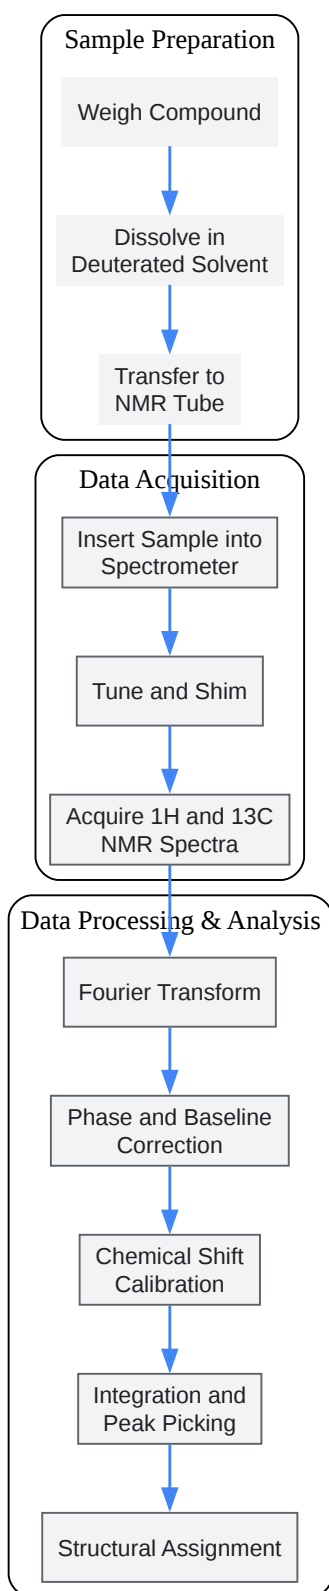 Sample Preparation
Weigh Compound
Dissolve in
Deuterated Solvent
Transfer to
NMR Tube
Data Acquisition
Insert Sample into
Spectrometer
Tune and Shim
Acquire 1H and 13C
NMR Spectra
Data Processing & Analysis
Fourier Transform
Phase and Baseline
Correction
Chemical Shift
Calibration
Integration and
Peak Picking
Structural Assignment